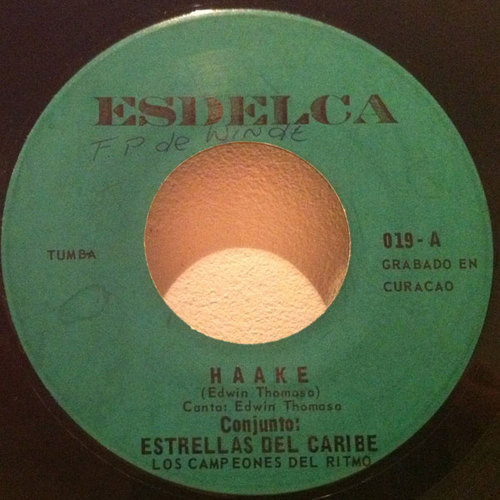 ESDELCA
F P de WINDE
TUMBA
019-A
GRABADO EN
CURACAO
HAAKE
(Edwin Thomasa)
Canta: Edwin Thomasa
Conjunto:
ESTRELLAS DEL CARIBE
LOS CAMPEONES DEL RITMO